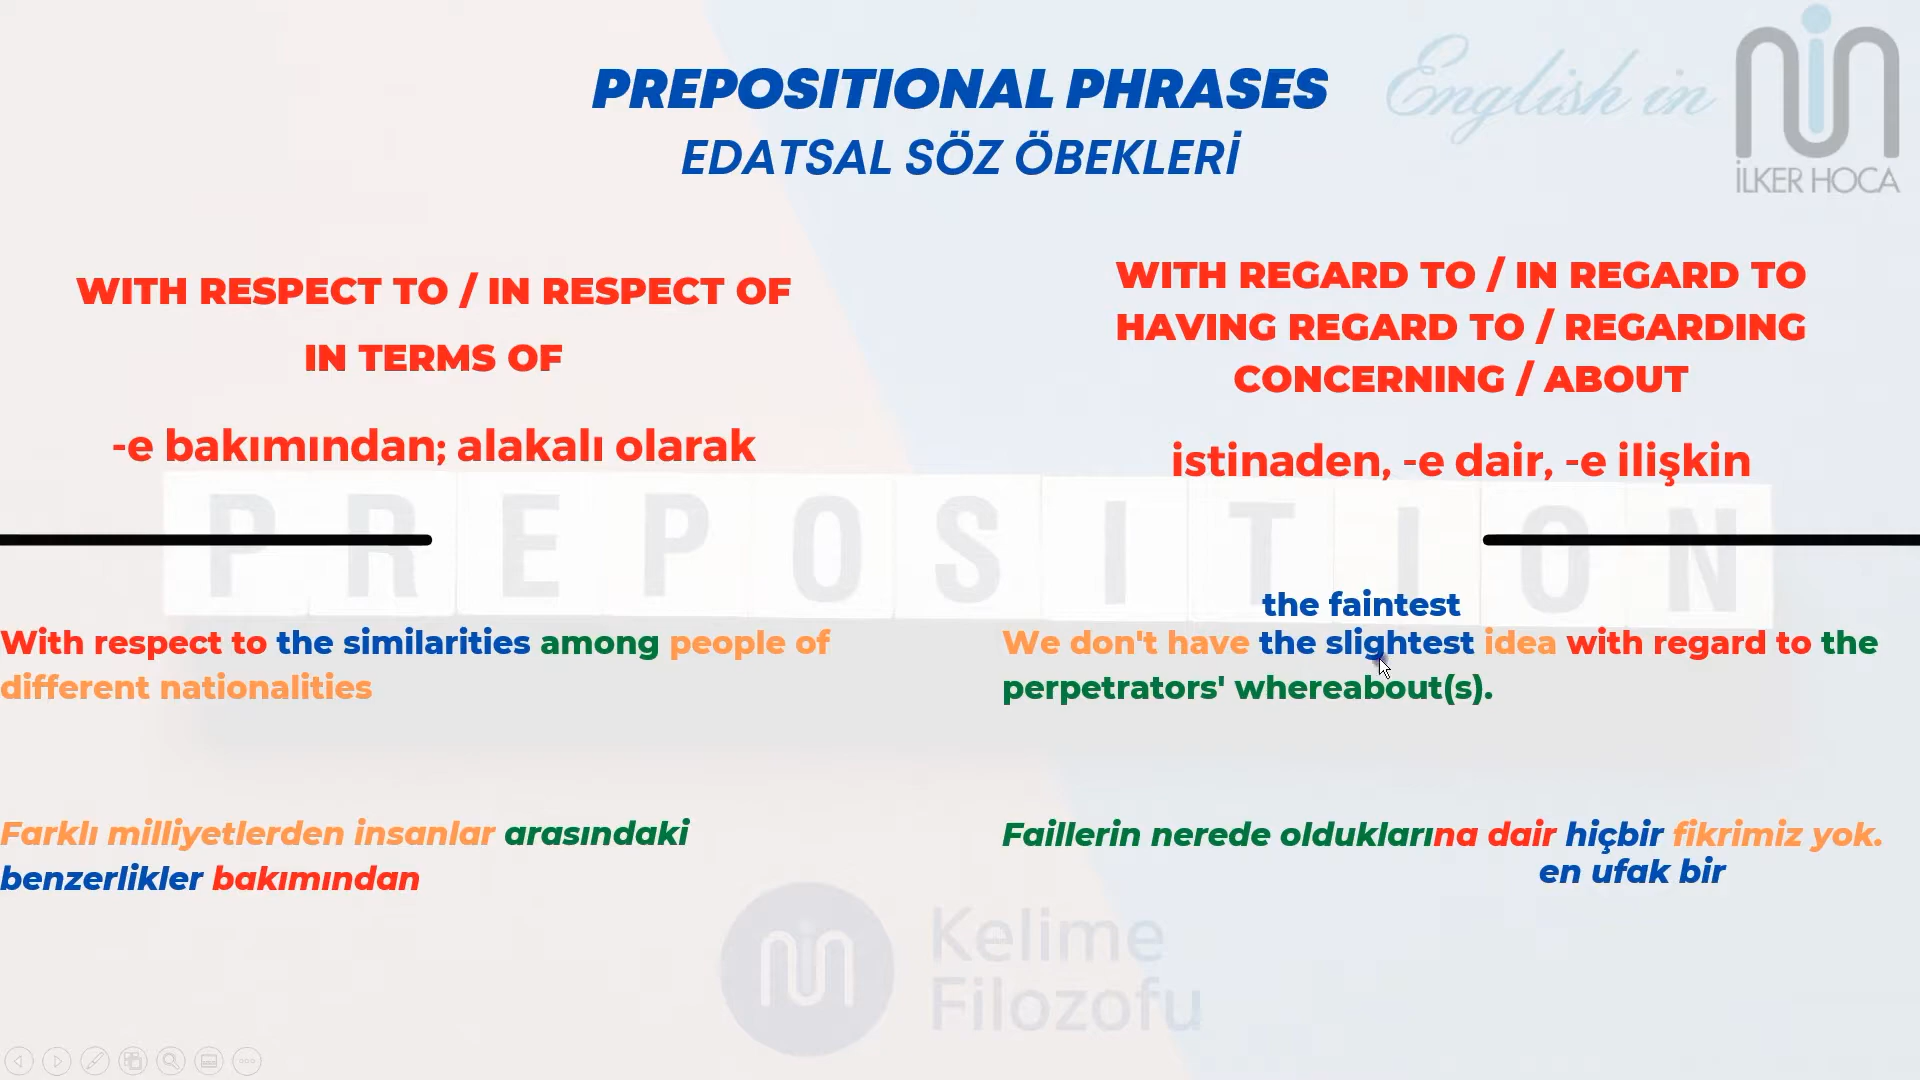 PREPOSITIONAL PHRASES
EDATSAL SÖZ ÖBEKLERİ
English in
İLKER HOCA
WITH RESPECT TO / IN RESPECT OF
IN TERMS OF
-e bakımından; alakalı olarak
WITH REGARD TO / IN REGARD TO
HAVING REGARD TO / REGARDING
CONCERNING / ABOUT
istinaden, -e dair, -e ilişkin
PREPOSITION
With respect to the similarities among people of
different nationalities
the faintest
We don't have the slightest idea with regard to the
perpetrators' whereabout(s).
Farklı milliyetlerden insanlar arasındaki
benzerlikler bakımından
Faillerin nerede olduklarına dair hiçbir fikrimiz yok.
en ufak bir
Kelime
Filozofu